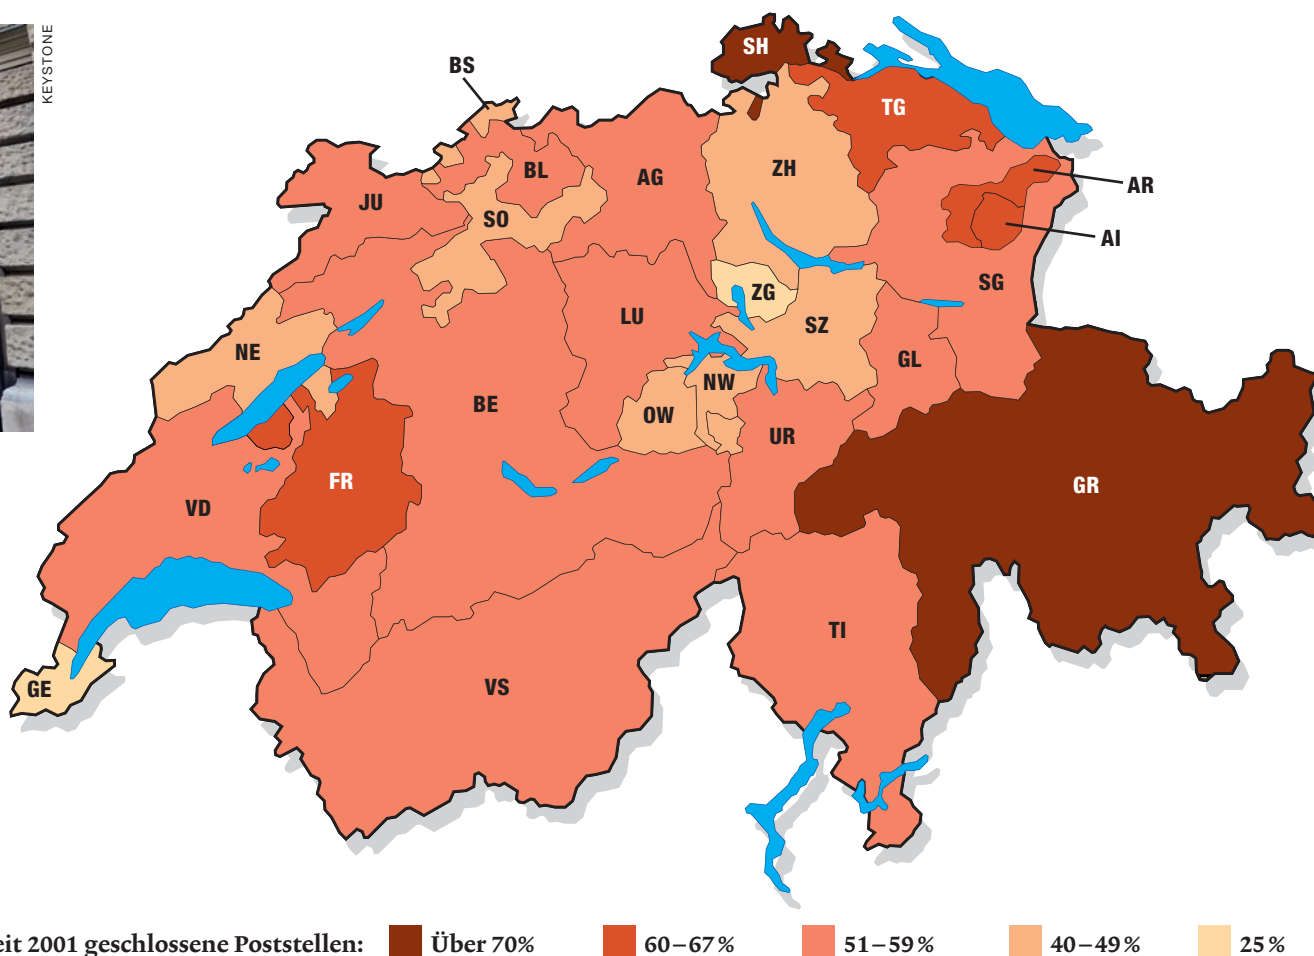 KEYSTONE
SH
BS
TG
BL
ZH
AG
AR
JU
SO
AI
SG
ZG
LU
SZ
NE
GL
NW
BE
OW
UR
FR
GR
VD
TI
VS
GE
eit 2001 geschlossene Poststellen: Über 70% 60–67% 51–59% 40–49% 25%